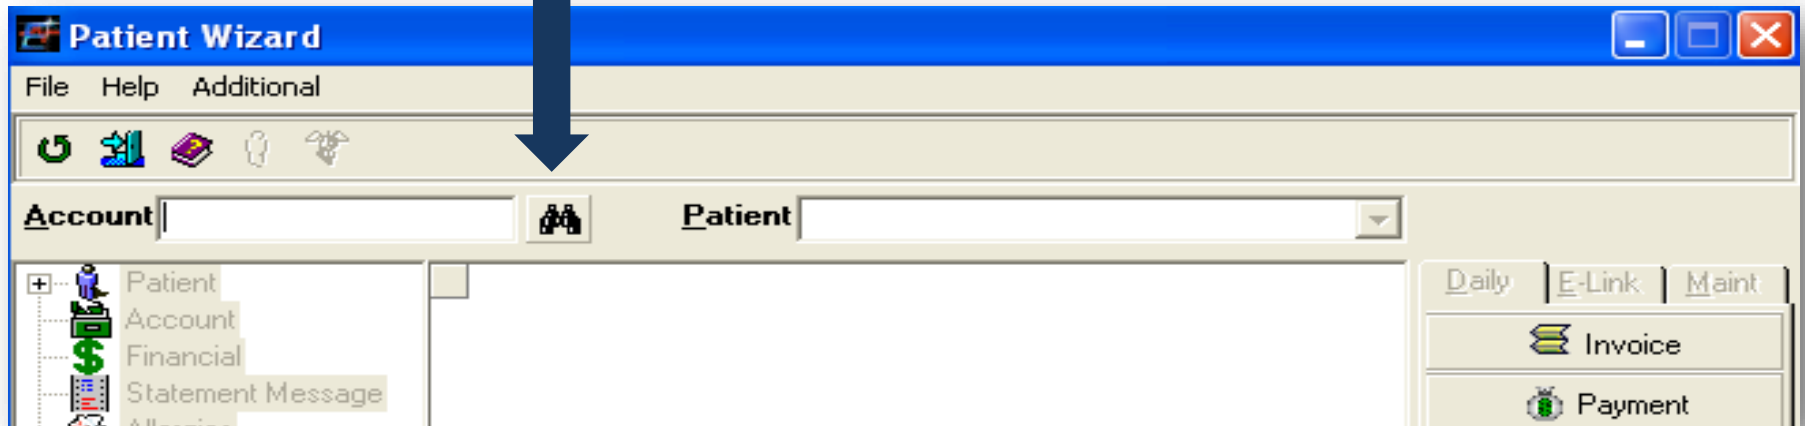 Patient Wizard
File Help Additional
Account Patient
Patient
Account
Financial
Statement Message
Daily E-Link Maint
Invoice
Payment